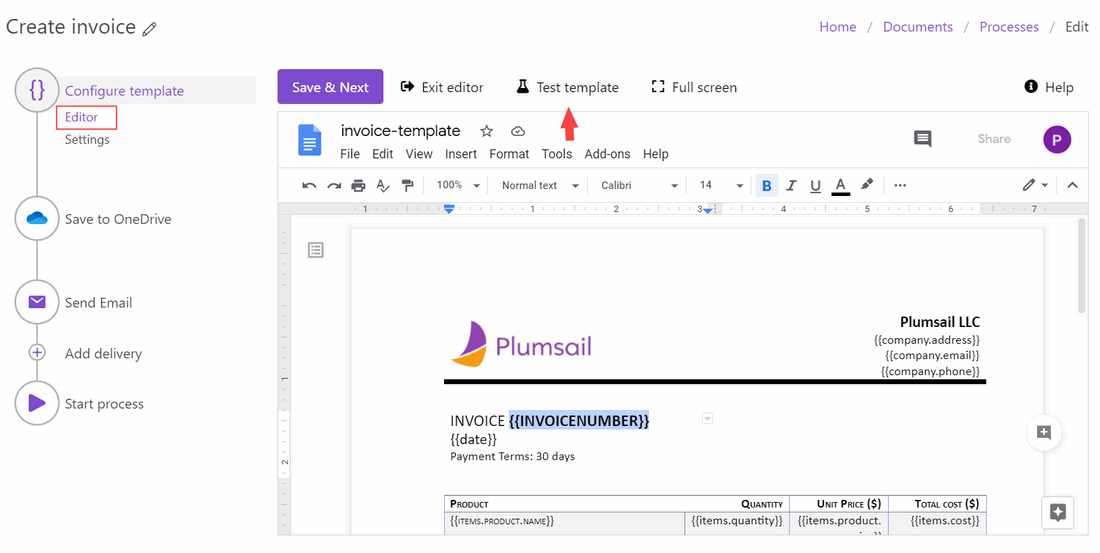 Create invoice
Home / Documents / Processes / Edit
{} Configure template
Editor
Settings
Save to OneDrive
Send Email
Add delivery
Start process
Save & Next Exit editor Test template Full screen Help
invoice-template
Share P
File Edit View Insert Format Tools Add-ons Help
100% Normal text Calibri 14 B I U A
1 1 2 3 4 5 6 7
Plumsail
Plumsail LLC
{{company.address}}
{{company.email}}
{{company.phone}}
1
INVOICE {{INVOICENUMBER}}
{{date}}
Payment Terms: 30 days
2
PRODUCT QUANTITY UNIT PRICE ($) TOTAL COST ($)
{{ITEMS.PRODUCT.NAME}} {{items.quantity}} {{items.product. {{items.cost}}